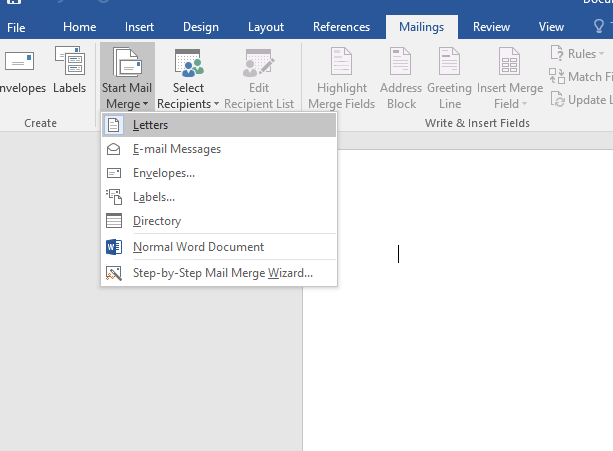 Docum
File Home Insert Design Layout References Mailings Review View
nvelopes Labels Start Mail Merge Select Recipients Edit Recipient List Highlight Merge Fields Address Block Greeting Line Insert Merge Field Rules
Match Fi
Update L
Create Write & Insert Fields
Letters
E-mail Messages
Envelopes...
Labels...
Directory
Normal Word Document
Step-by-Step Mail Merge Wizard...